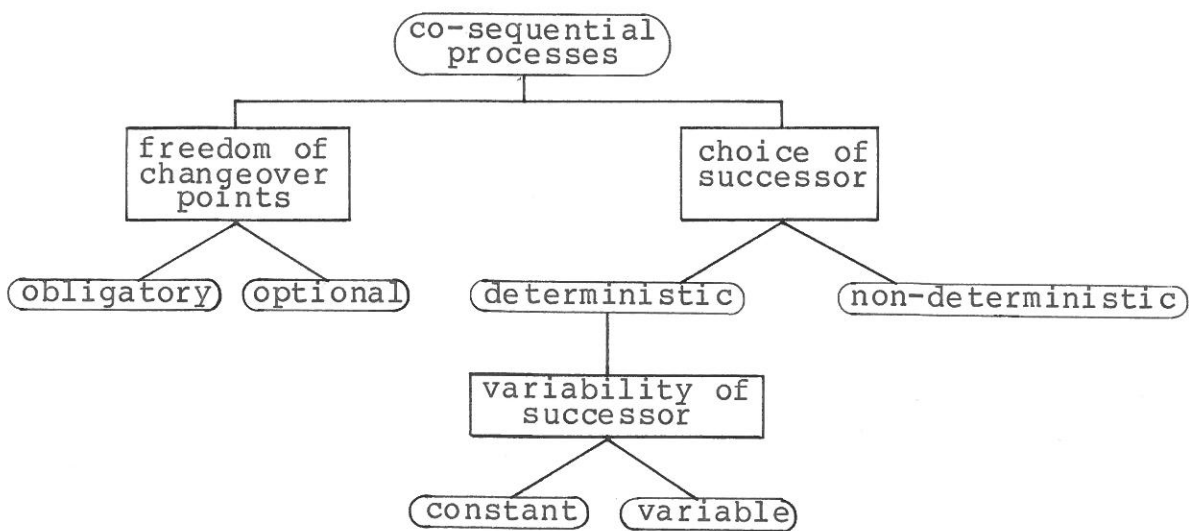 co-sequential
processes
freedom of
changeover
points
choice of
successor
obligatory
optional
deterministic
non-deterministic
variability of
successor
constant
variable